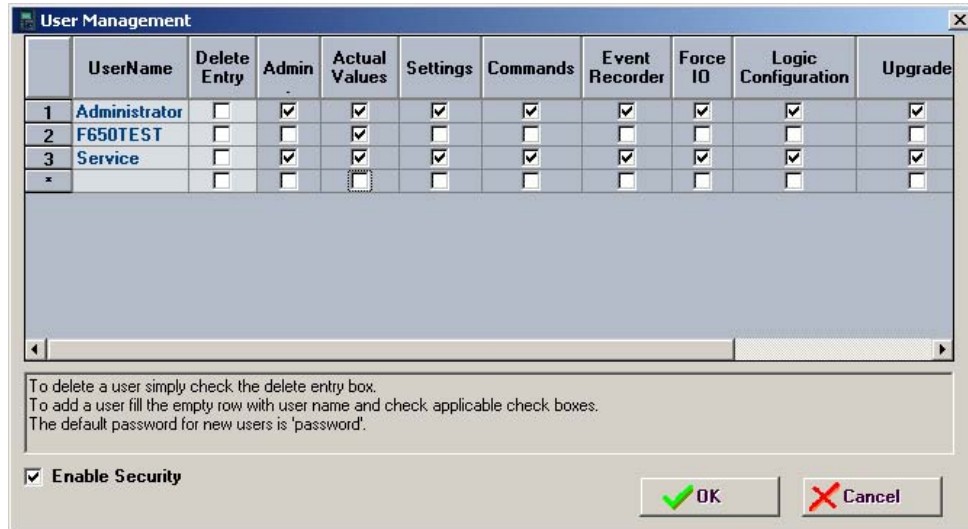 User Management
UserName Delete Entry Admin. Actual Values Settings Commands Event Recorder Force IO Logic Configuration Upgrade
1 Administrator
2 F650TEST
3 Service
*
To delete a user simply check the delete entry box.
To add a user fill the empty row with user name and check applicable check boxes.
The default password for new users is 'password'.
Enable Security
OK
Cancel